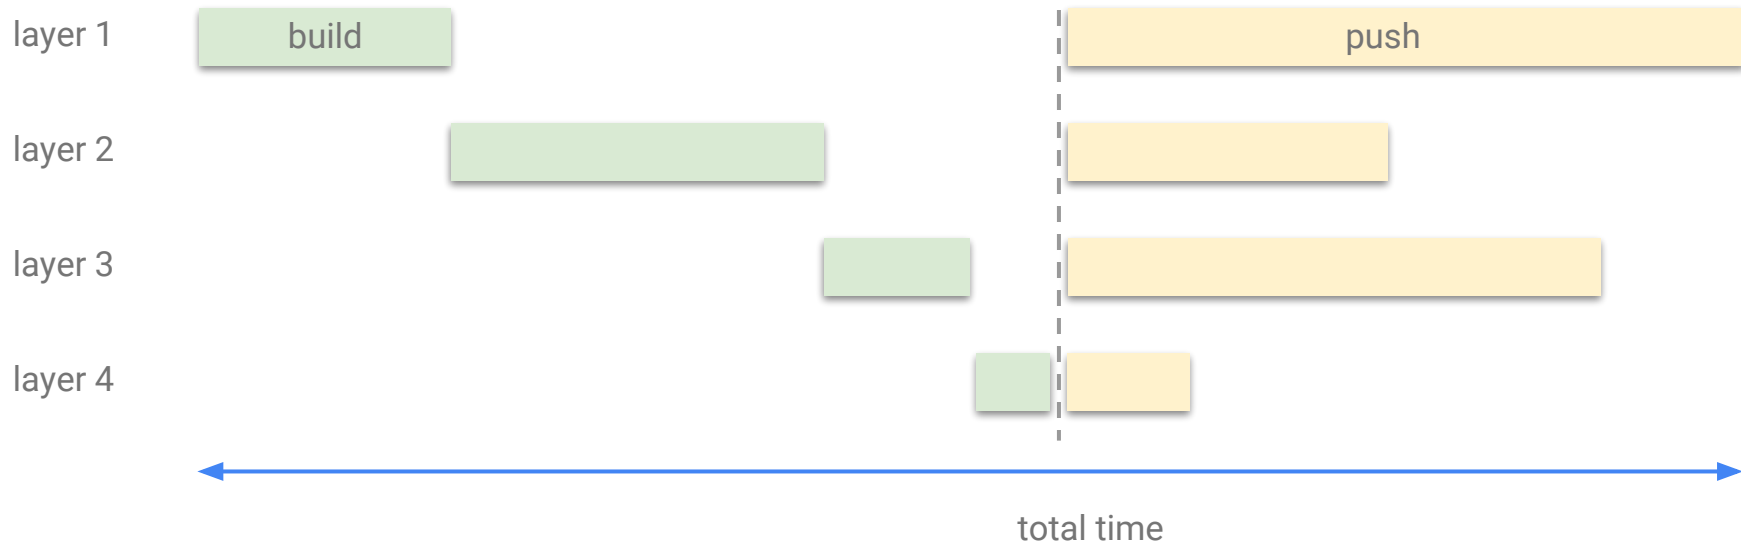 layer 1
build
push
layer 2
layer 3
layer 4
total time